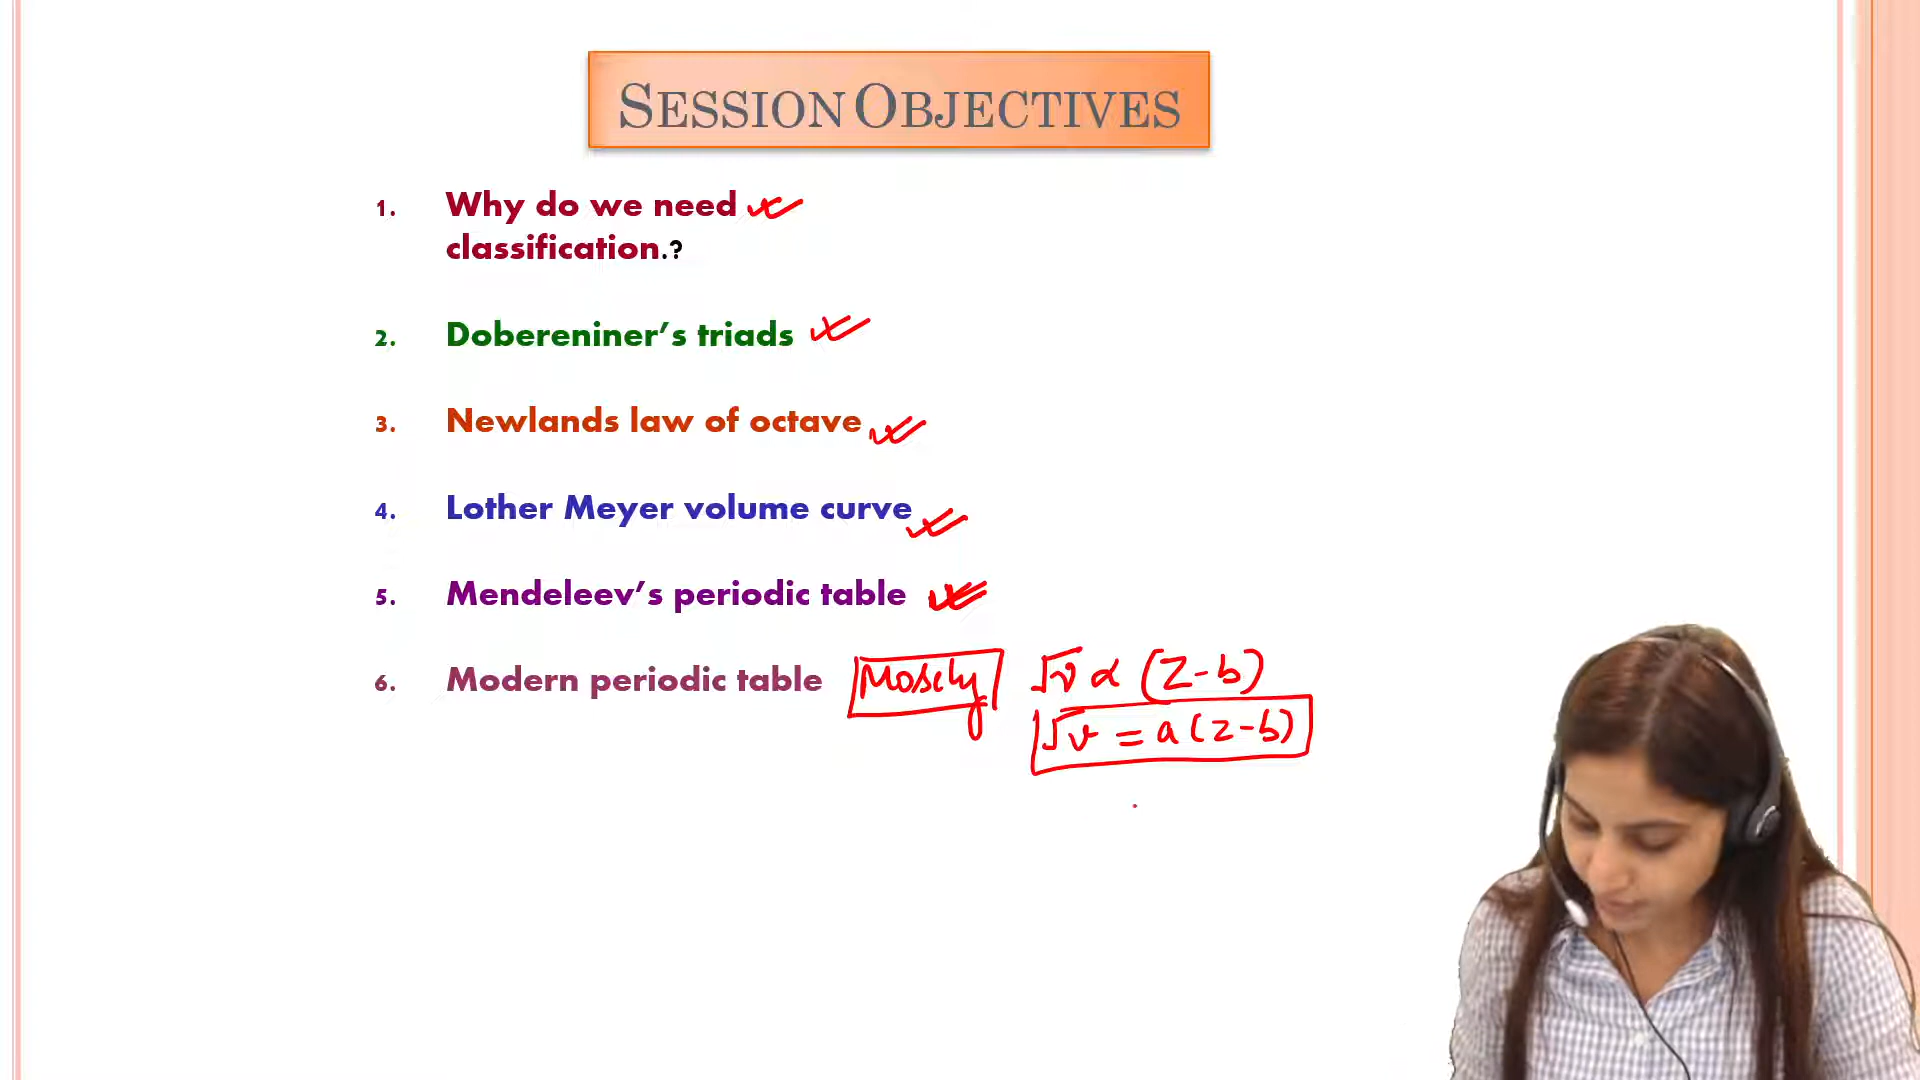 SESSION OBJECTIVES
1. Why do we need
classification.?
2. Dobereniner's triads
3. Newlands law of octave
4. Lother Meyer volume curve
5. Mendeleev's periodic table
6. Modern periodic table Mosely √ν ∝ (Z-b)
√ν = a(z-b)